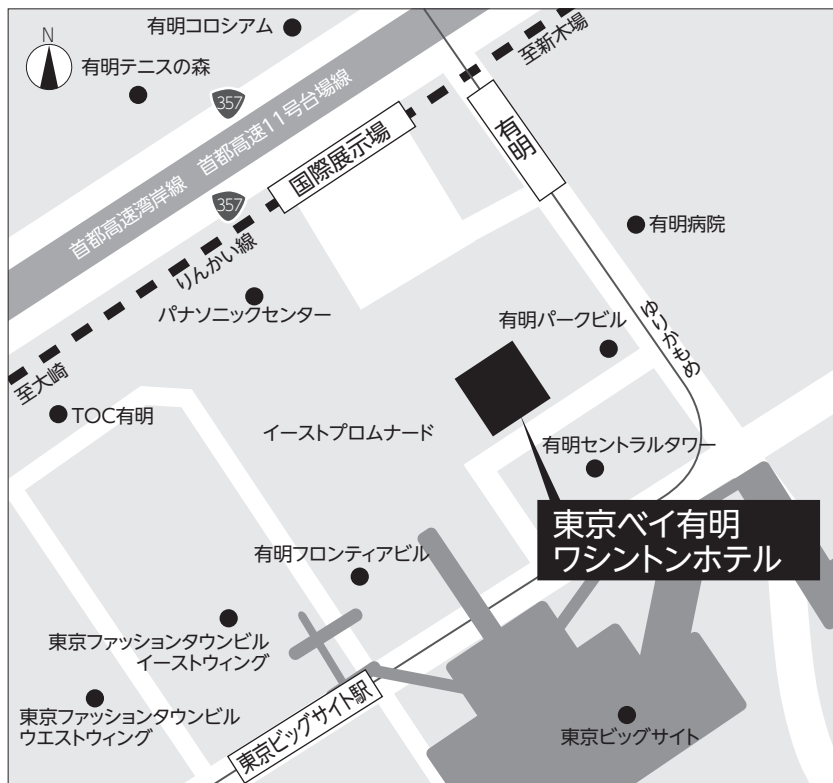 N
有明コロシアム
有明テニスの森
至新木場
357
首都高速湾岸線 首都高速11号台場線
国際展示場
有明
357
りんかい線
有明病院
パナソニックセンター
有明パークビル
ゆりかもめ
至大崎
TOC有明
イーストプロムナード
有明セントラルタワー
東京ベイ有明
ワシントンホテル
有明フロンティアビル
東京ファッションタウンビル
イーストウィング
東京ファッションタウンビル
ウエストウィング
東京ビッグサイト駅
東京ビッグサイト